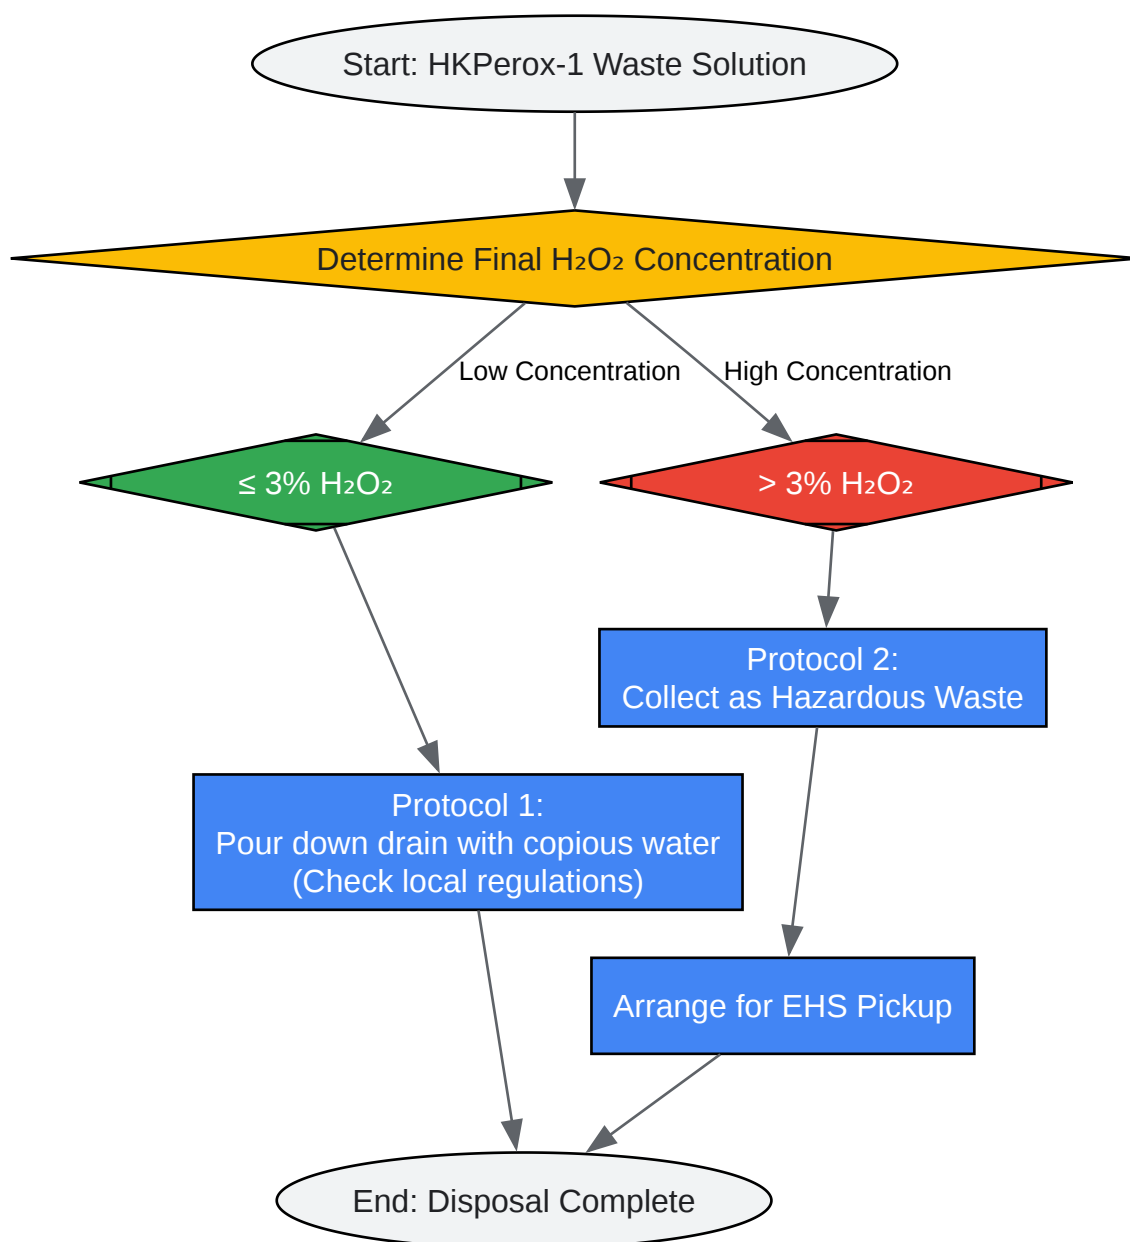 Start: HKPerox-1 Waste Solution
Determine Final H₂O₂ Concentration
Low Concentration
High Concentration
≤ 3% H₂O₂
> 3% H₂O₂
Protocol 2:
Collect as Hazardous Waste
Protocol 1:
Pour down drain with copious water
(Check local regulations)
Arrange for EHS Pickup
End: Disposal Complete